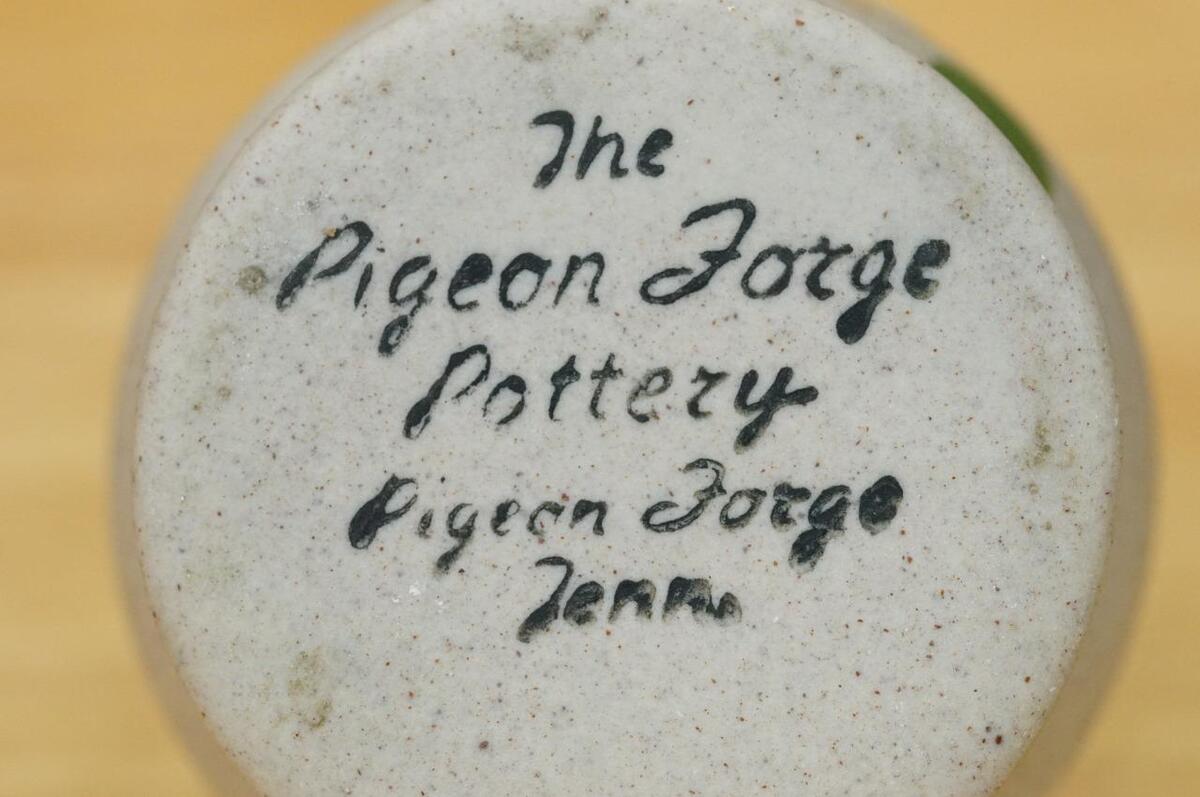 The
Pigeon Forge
Pottery
Pigeon Forge
Tenn.